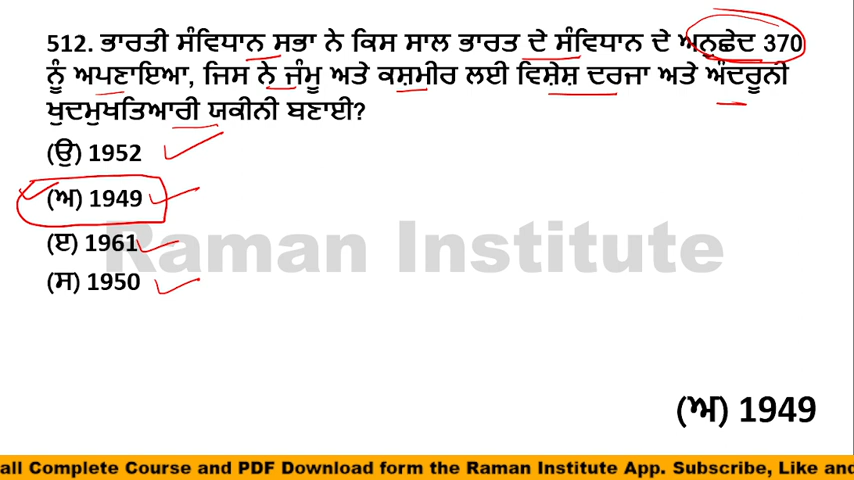 512. ਭਾਰਤੀ ਸੰਵਿਧਾਨ ਸਭਾ ਨੇ ਕਿਸ ਸਾਲ ਭਾਰਤ ਦੇ ਸੰਵਿਧਾਨ ਦੇ ਅਨੁਛੇਦ 370
ਨੂੰ ਅਪਣਾਇਆ, ਜਿਸ ਨੇ ਜੰਮੂ ਅਤੇ ਕਸ਼ਮੀਰ ਲਈ ਵਿਸ਼ੇਸ਼ ਦਰਜਾ ਅਤੇ ਅੰਦਰੂਨੀ
ਖੁਦਮੁਖਤਿਆਰੀ ਯਕੀਨੀ ਬਣਾਈ?
(ੳ) 1952
(ਅ) 1949
(ੲ) 1961
Raman Institute
(ਸ) 1950
(ਅ) 1949
all Complete Course and PDF Download form the Raman Institute App. Subscribe, Like and